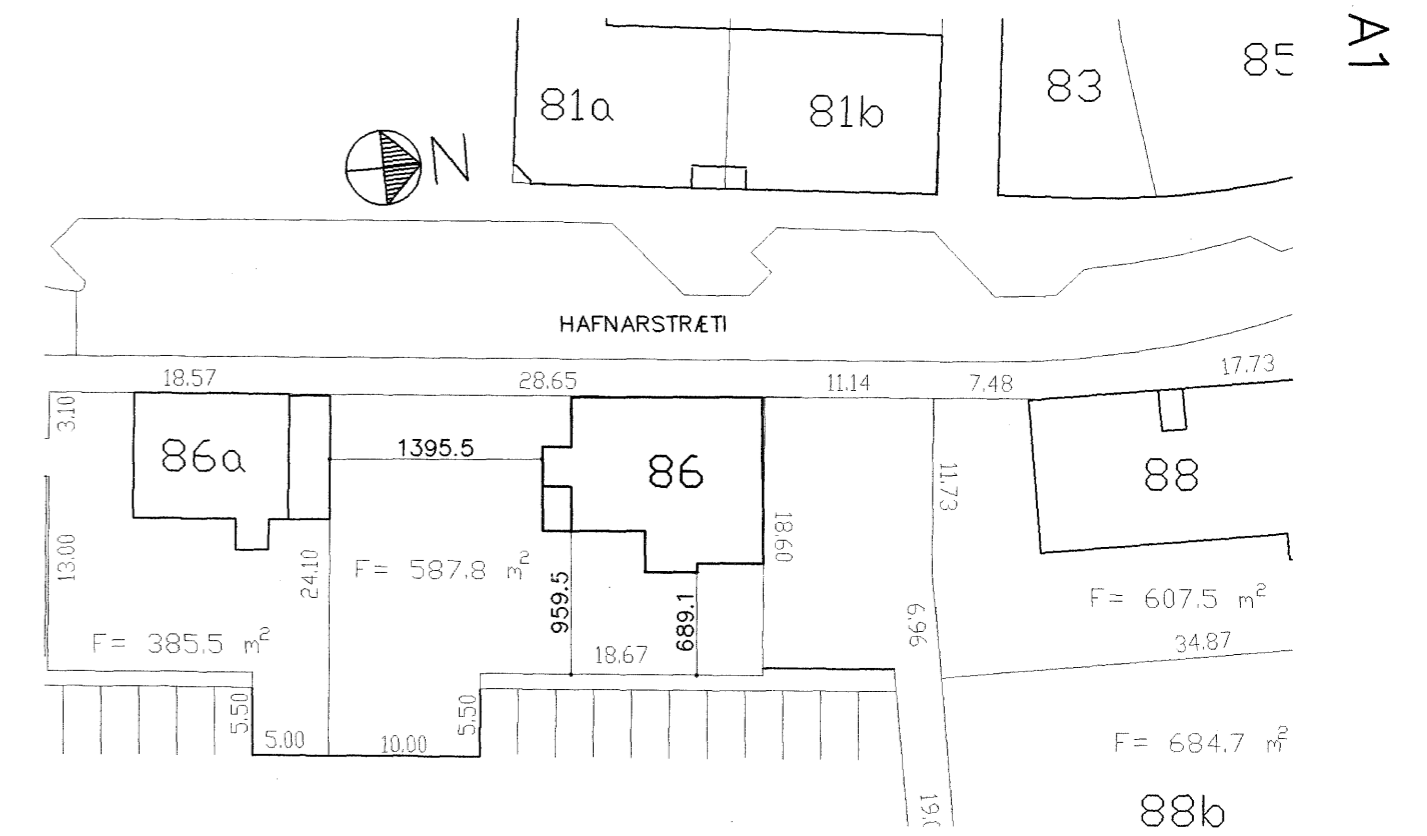 A1
81a
81b
83
85
N
HAFNARSTRÆTI
18.57
28.65
11.14
7.48
17.73
3.10
86a
1395.5
86
88
11.73
18.60
13.00
24.10
F= 587.8 m²
959.5
689.1
6.96
F= 607.5 m²
F= 385.5 m²
18.67
34.87
5.50
5.00
10.00
5.50
F= 684.7 m²
88b